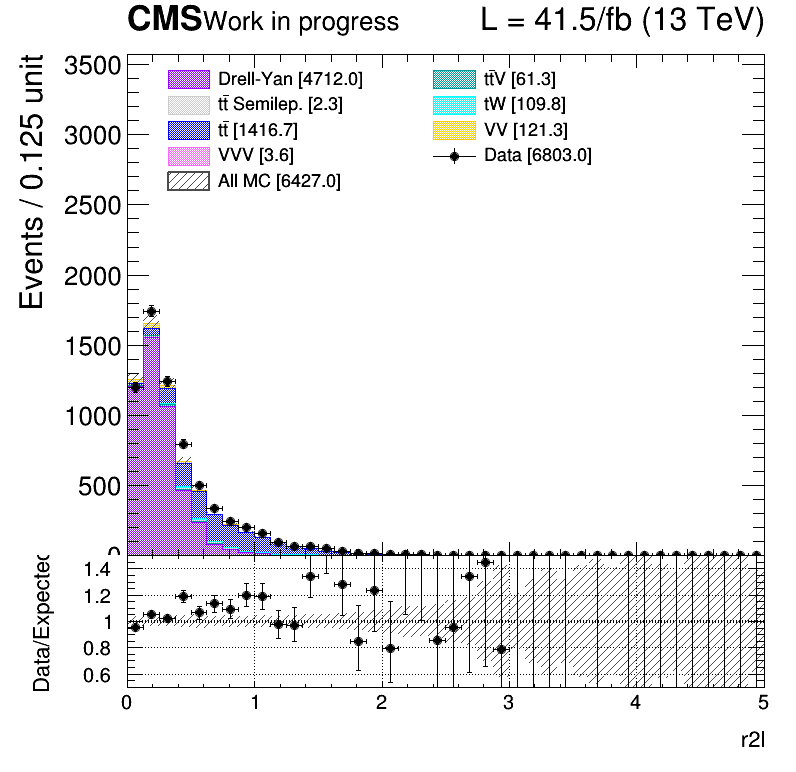 CMS Work in progress L = 41.5/fb (13 TeV)
Events / 0.125 unit
3500
3000
2500
2000
1500
1000
500
0
Drell-Yan [4712.0]
tt̄ Semilep. [2.3]
tt̄ [1416.7]
VVV [3.6]
All MC [6427.0]
tt̄V [61.3]
tW [109.8]
VV [121.3]
Data [6803.0]
Data/Expected
1.4
1.2
1
0.8
0.6
0 1 2 3 4 5
r2l